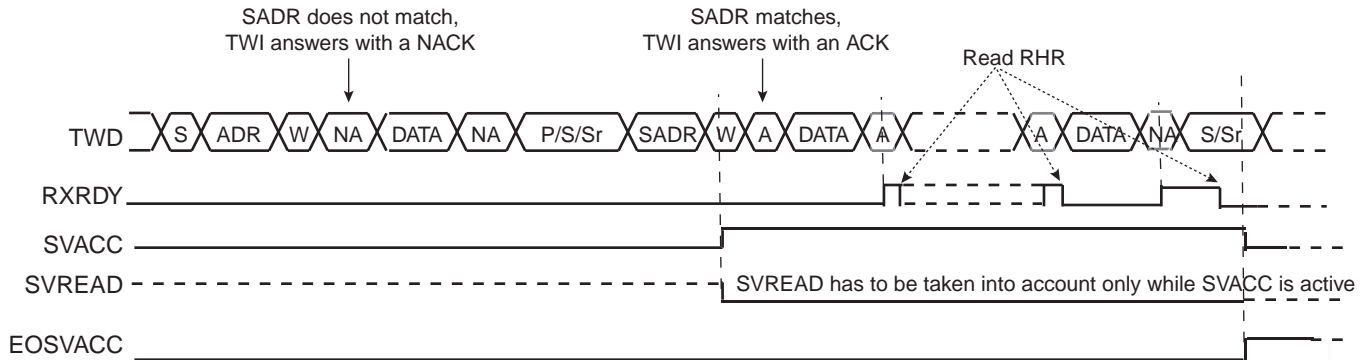 SADR does not match,
TWI answers with a NACK
SADR matches,
TWI answers with an ACK
Read RHR
TWD S ADR W NA DATA NA P/S/Sr SADR W A DATA A A DATA NA S/Sr
RXRDY
SVACC
SVREAD SVREAD has to be taken into account only while SVACC is active
EOSVACC